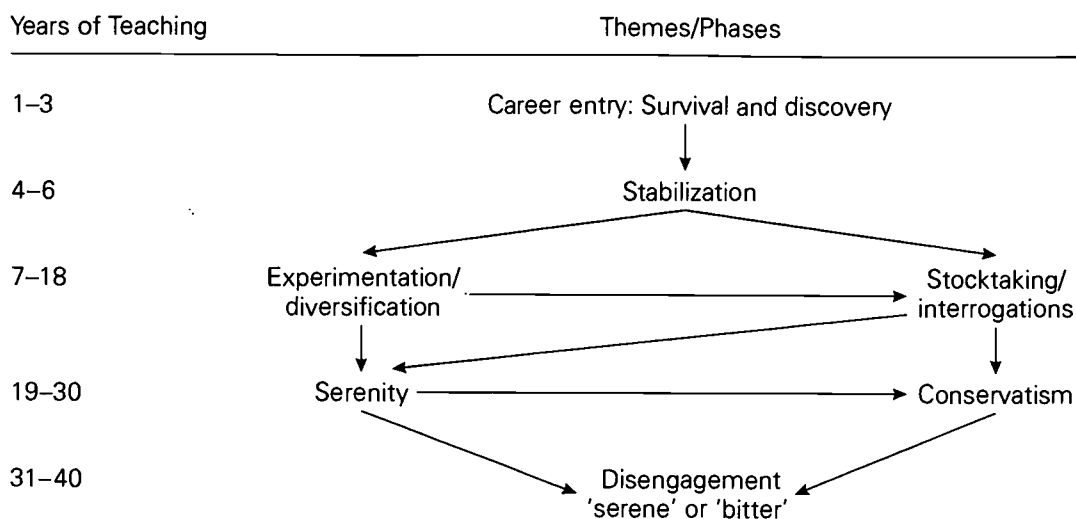 Years of Teaching Themes/Phases
1–3 Career entry: Survival and discovery
4–6 Stabilization
7–18 Experimentation/ diversification Stocktaking/ interrogations
19–30 Serenity Conservatism
31–40 Disengagement
'serene' or 'bitter'